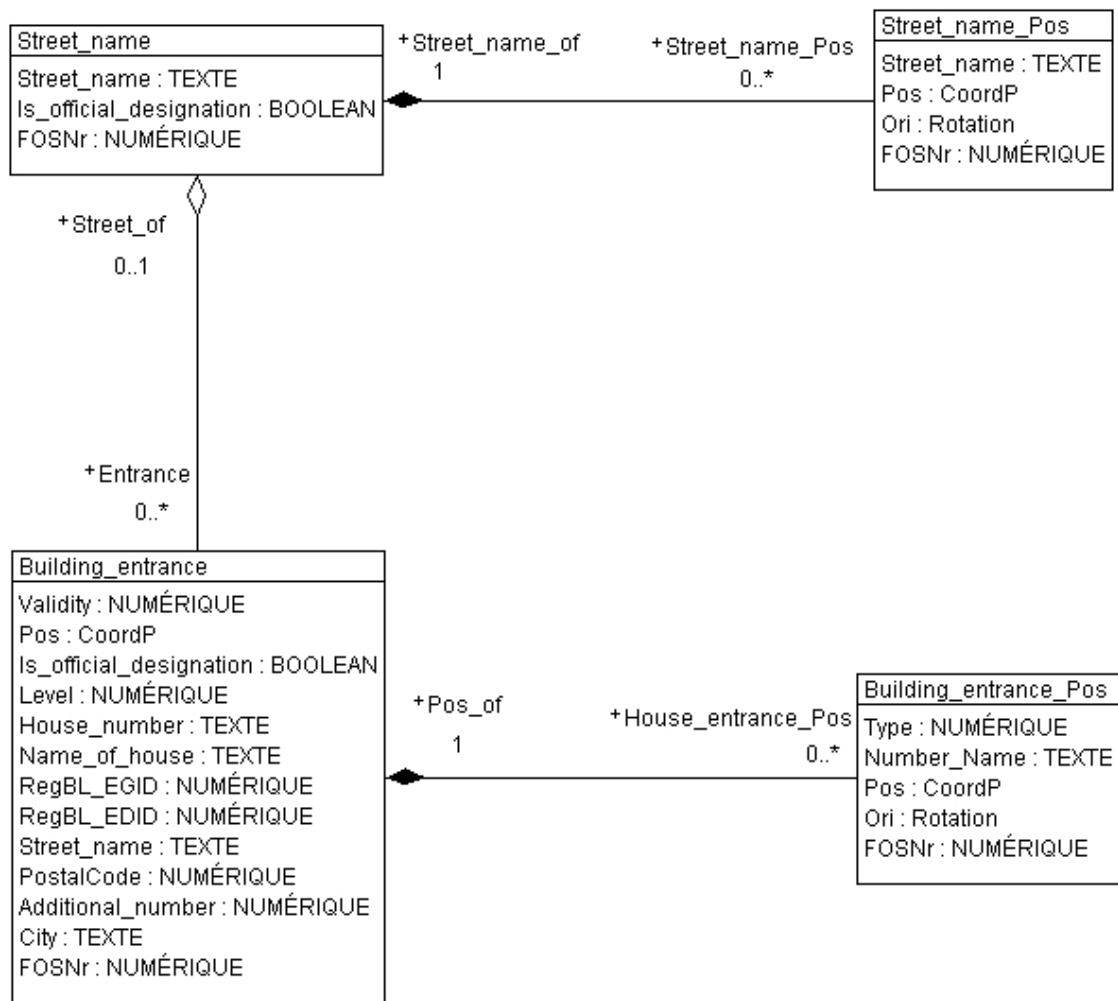 Street_name
Street_name : TEXTE
Is_official_designation : BOOLEAN
FOSNr : NUMÉRIQUE
+Street_name_of
1
+Street_name_Pos
0..*
Street_name_Pos
Street_name : TEXTE
Pos : CoordP
Ori : Rotation
FOSNr : NUMÉRIQUE
+Street_of
0..1
+Entrance
0..*
Building_entrance
Validity : NUMÉRIQUE
Pos : CoordP
Is_official_designation : BOOLEAN
Level : NUMÉRIQUE
House_number : TEXTE
Name_of_house : TEXTE
RegBL_EGID : NUMÉRIQUE
RegBL_EDID : NUMÉRIQUE
Street_name : TEXTE
PostalCode : NUMÉRIQUE
Additional_number : NUMÉRIQUE
City : TEXTE
FOSNr : NUMÉRIQUE
+Pos_of
1
+House_entrance_Pos
0..*
Building_entrance_Pos
Type : NUMÉRIQUE
Number_Name : TEXTE
Pos : CoordP
Ori : Rotation
FOSNr : NUMÉRIQUE